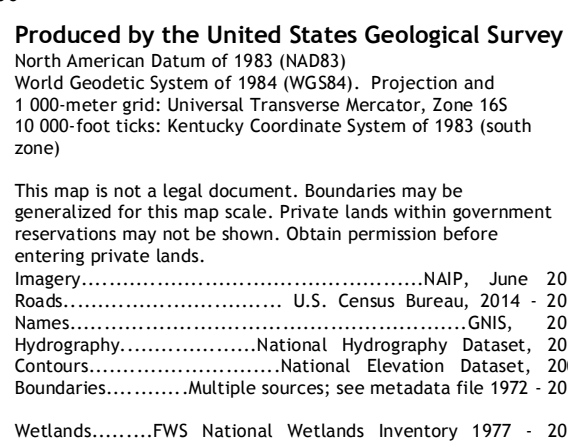 Produced by the United States Geological Survey
North American Datum of 1983 (NAD83)
World Geodetic System of 1984 (WGS84). Projection and
1 000-meter grid: Universal Transverse Mercator, Zone 16S
10 000-foot ticks: Kentucky Coordinate System of 1983 (south
zone)
This map is not a legal document. Boundaries may be
generalized for this map scale. Private lands within government
reservations may not be shown. Obtain permission before
entering private lands.
Imagery..................................................NAIP, June 20
Roads................................ U.S. Census Bureau, 2014 - 20
Names..........................................................GNIS, 20
Hydrography....................National Hydrography Dataset, 20
Contours............................National Elevation Dataset, 20
Boundaries............Multiple sources; see metadata file 1972 - 20
Wetlands.........FWS National Wetlands Inventory 1977 - 20